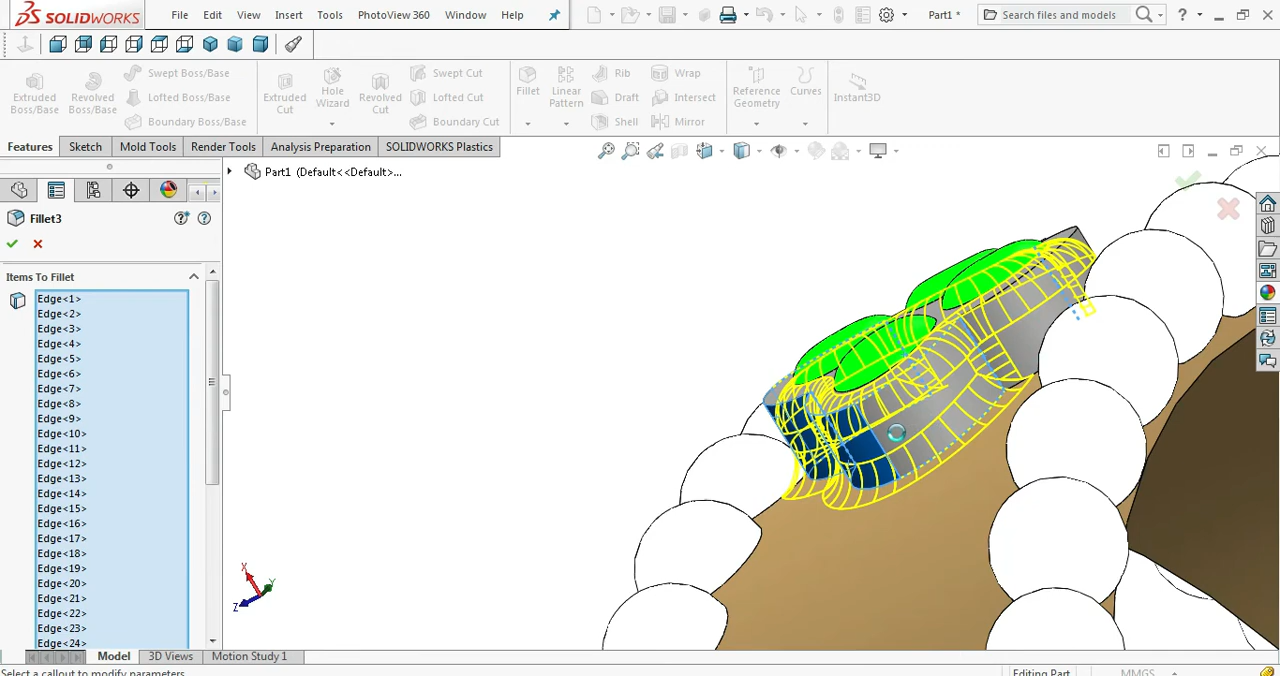 SOLIDWORKS File Edit View Insert Tools PhotoView 360 Window Help Part1 * Search files and models ?
Extruded Boss/Base Revolved Boss/Base Swept Boss/Base Lofted Boss/Base Boundary Boss/Base Extruded Cut Hole Wizard Revolved Cut Swept Cut Lofted Cut Boundary Cut Fillet Linear Pattern Rib Draft Shell Wrap Intersect Mirror Reference Geometry Curves Instant3D
Features Sketch Mold Tools Render Tools Analysis Preparation SOLIDWORKS Plastics
Part1 (Default<<Default>...
Fillet3
Items To Fillet
Edge<1>
Edge<2>
Edge<3>
Edge<4>
Edge<5>
Edge<6>
Edge<7>
Edge<8>
Edge<9>
Edge<10>
Edge<11>
Edge<12>
Edge<13>
Edge<14>
Edge<15>
Edge<16>
Edge<17>
Edge<18>
Edge<19>
Edge<20>
Edge<21>
Edge<22>
Edge<23>
Edge<24>
X
Y
Z
Model 3D Views Motion Study 1
Select a callout to modify parameters Editing Part MMGS